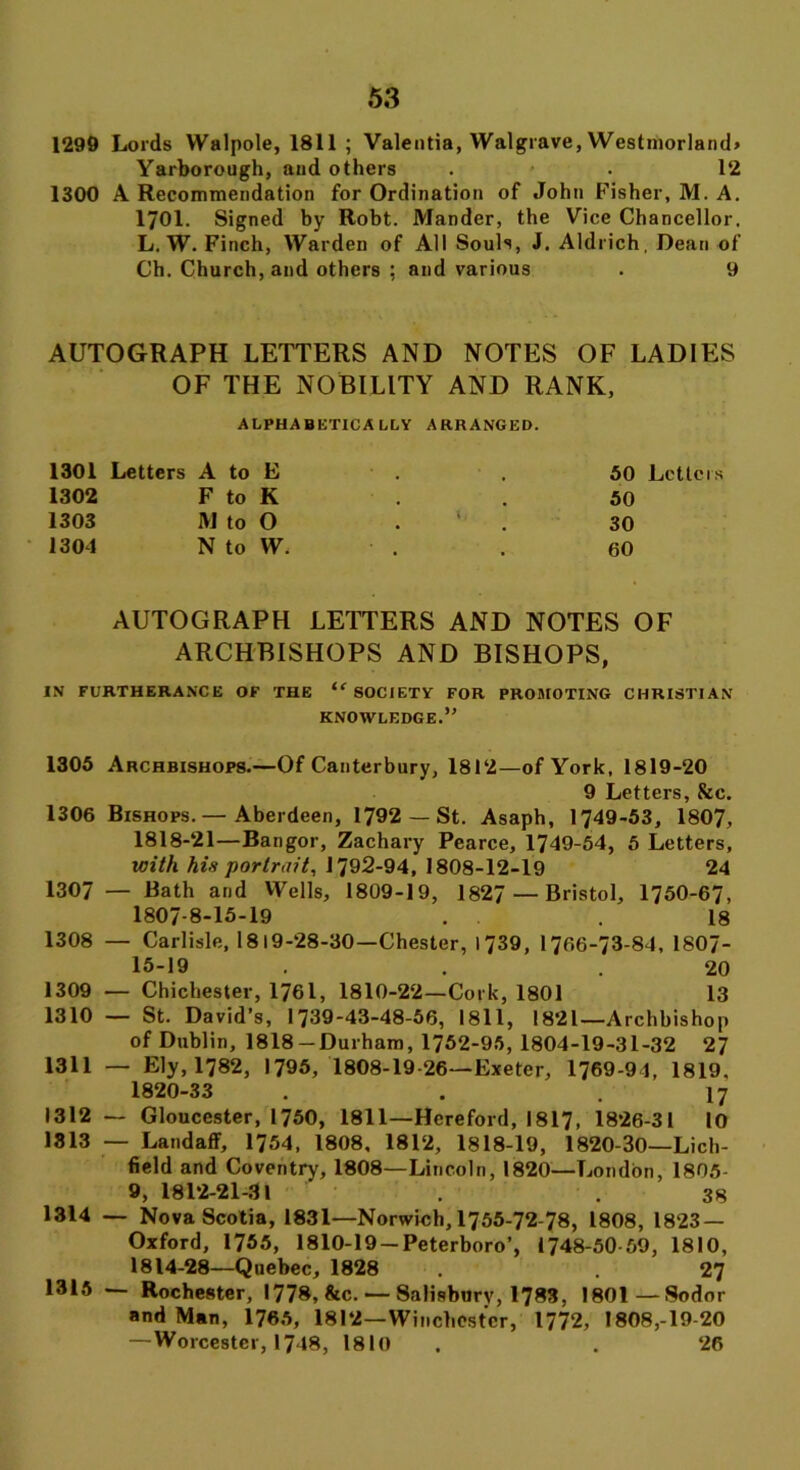 53
1299 Lords Walpole, 1811 ; Valentia, Walgrave, Westmorland,
Yarborough, and others . . 12
1300 A Recommendation for Ordination of John Fisher, M. A.
1701. Signed by Robt. Mander, the Vice Chancellor.
L. W. Finch, Warden of All Souls, J. Aldrich, Dean of
Ch. Church, and others ; and various . 9
AUTOGRAPH LETTERS AND NOTES OF LADIES
OF THE NOBILITY AND RANK,
ALPHABETICALLY ARRANGED.
1301 Letters A to E . . 50 Letters
1302 F to K . . 50
1303 M to O . . 30
1304 N to W. . . 60
AUTOGRAPH LETTERS AND NOTES OF
ARCHBISHOPS AND BISHOPS,
IN FURTHERANCE OF THE “SOCIETY FOR PROMOTING CHRISTIAN
KNOWLEDGE.”
1305 Archbishops.—Of Canterbury, 1812—of York, 1819-20
9 Letters, &c.
1306 Bishops.—Aberdeen, 1792—St. Asaph, 1749-53, 1807,
1818-21—Bangor, Zachary Pearce, 1749-54, 5 Letters,
with his portrait, 1792-94, 1808-12-19 24
1307 — Bath and Wells, 1809-19, 1827—Bristol, 1750-67,
1807-8-15-19 . . 18
1308 — Carlisle, 1819-28-30—Chester, 1739, 1766-73-84, 1807-
15-19 . . . 20
1309 — Chichester, 1761, 1810-22—Cork, 1801 13
1310 — St. David's, 1739-43-48-56, 1811, 1821—Archbishop
of Dublin, 1818—Durham, 1752-95, 1804-19-31-32 27
1311 — Ely, 1782, 1795, 1808-19-26—Exeter, 1769-94, 1819,
1820-33 . . . 17
1312 — Gloucester, 1750, 1811—Hereford, 1817, 1826-31 10
1313 — Landaff, 1754, 1808, 1812, 1818-19, 1820-30—Lich-
field and Coventry, 1808—Lincoln, 1820—London, 1805-
9, 1812-21-31 . . 38
1314 — Nova Scotia, 1831—Norwich, 1755-72-78, 1808, 1823—
Oxford, 1755, 1810-19—Peterboro', 1748-50-59, 1810,
1814-28—Quebec, 1828 . . 27
1315 — Rochester, 1778, &c.—Salisbury, 1783, 1801—Sodor
and Man, 1765, 1812—Winchester, 1772, 1808,-19-20
—Worcester, 1748, 1810 . . 26